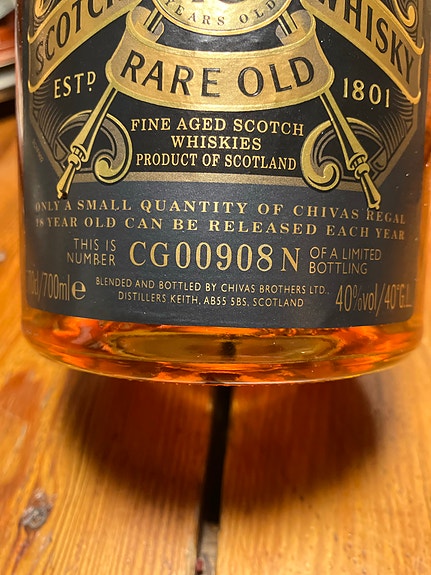 YEARS OLD
SCOTCH WHISKY
ESTD 1801
RARE OLD
FINE AGED SCOTCH
WHISKIES
PRODUCT OF SCOTLAND
ONLY A SMALL QUANTITY OF CHIVAS REGAL
18 YEAR OLD CAN BE RELEASED EACH YEAR
THIS IS NUMBER CG00908N OF A LIMITED BOTTLING
70cl/700ml e
BLENDED AND BOTTLED BY CHIVAS BROTHERS LTD.,
DISTILLERS KEITH, AB55 5BS, SCOTLAND
40%vol/40°G.L.